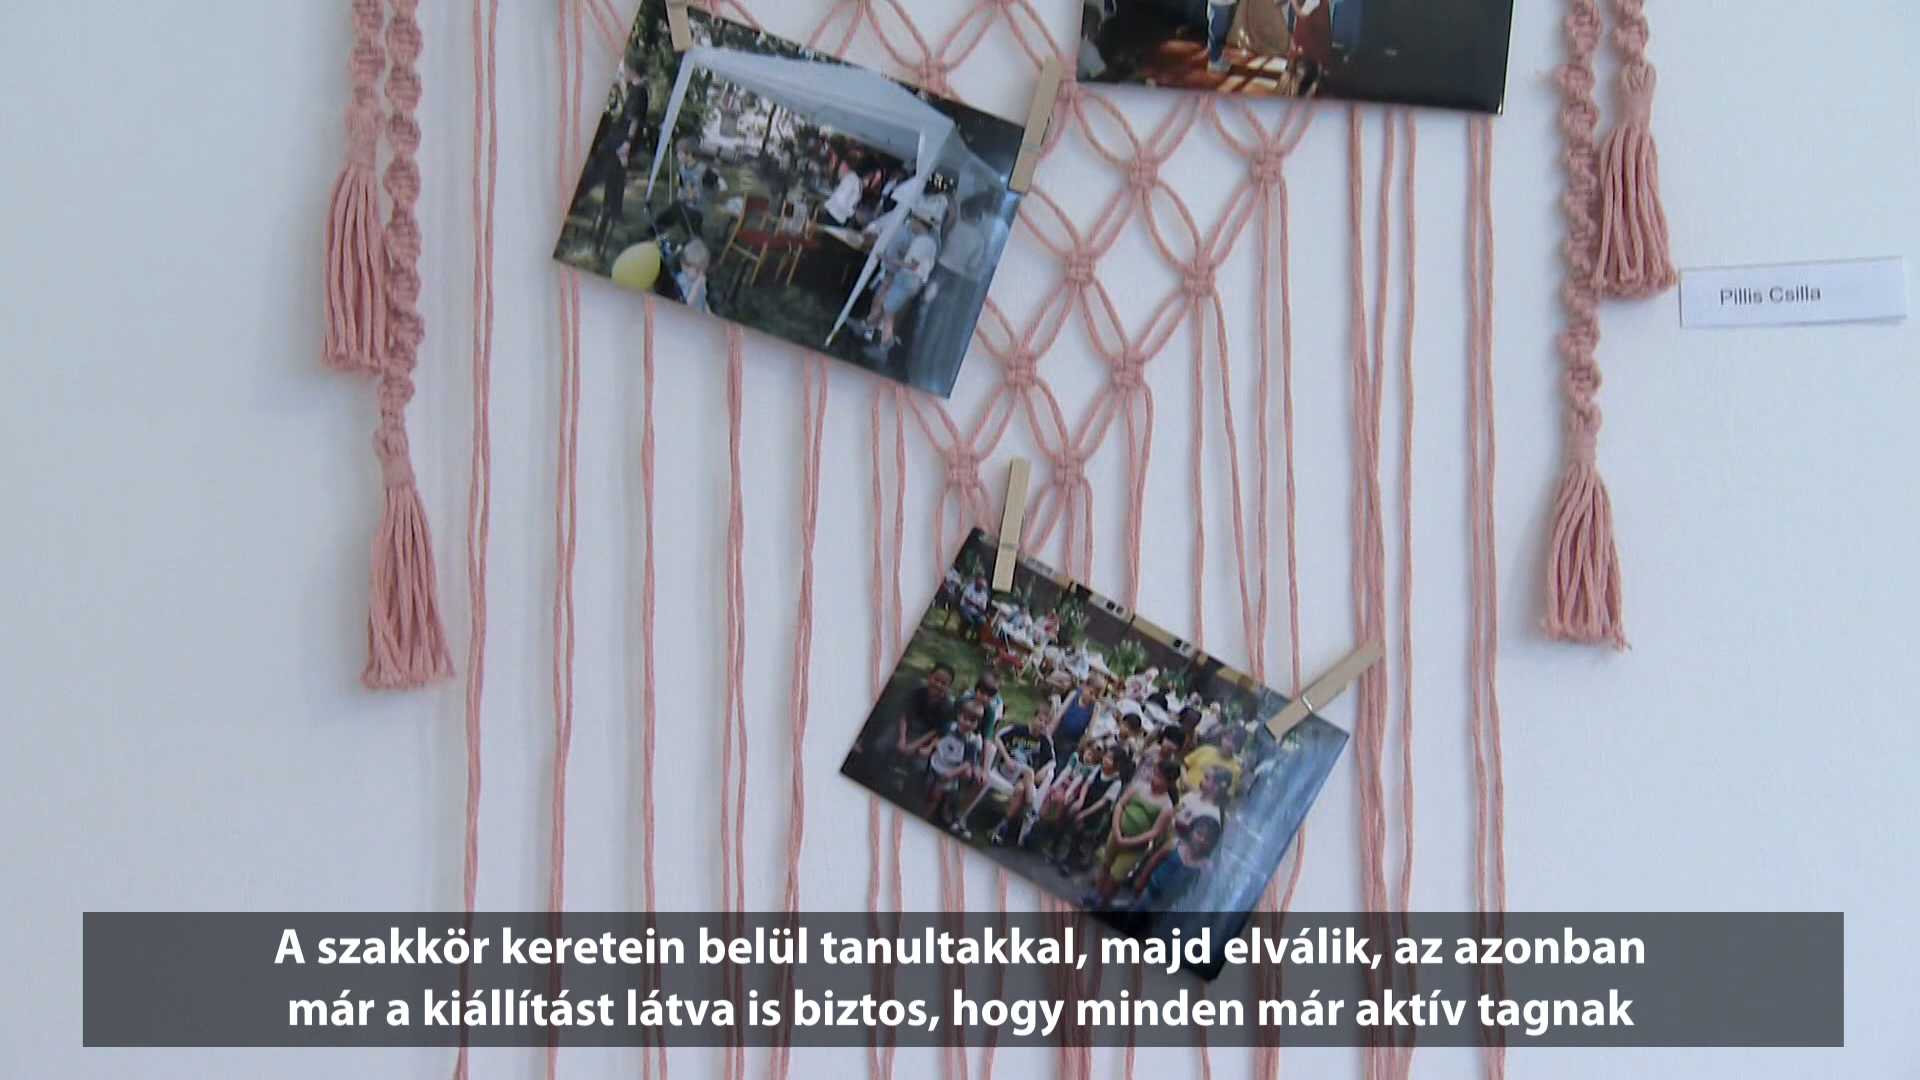 Pillis Csilla
A szakkör keretein belül tanultakkal, majd elválik, az azonban
már a kiállítást látva is biztos, hogy minden már aktív tagnak